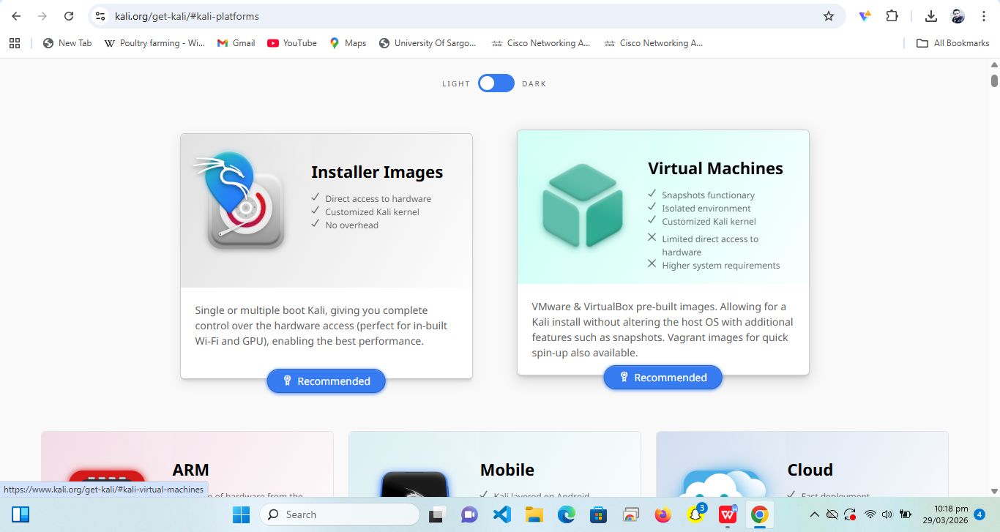 kali.org/get-kali/#kali-platforms
New Tab
Poultry farming - Wi...
Gmail
YouTube
Maps
University Of Sargo...
Cisco Networking A...
Cisco Networking A...
All Bookmarks
LIGHT
DARK
Installer Images
Direct access to hardware
Customized Kali kernel
No overhead
Single or multiple boot Kali, giving you complete
control over the hardware access (perfect for in-built
Wi-Fi and GPU), enabling the best performance.
Recommended
Virtual Machines
Snapshots functionary
Isolated environment
Customized Kali kernel
Limited direct access to
hardware
Higher system requirements
VMware & VirtualBox pre-built images. Allowing for a
Kali install without altering the host OS with additional
features such as snapshots. Vagrant images for quick
spin-up also available.
Recommended
ARM
of hardware from the
Mobile
Kali layered on Android
Cloud
Fast deployment
https://www.kali.org/get-kali/#kali-virtual-machines
Search
3
10:18 pm
29/03/2026
4